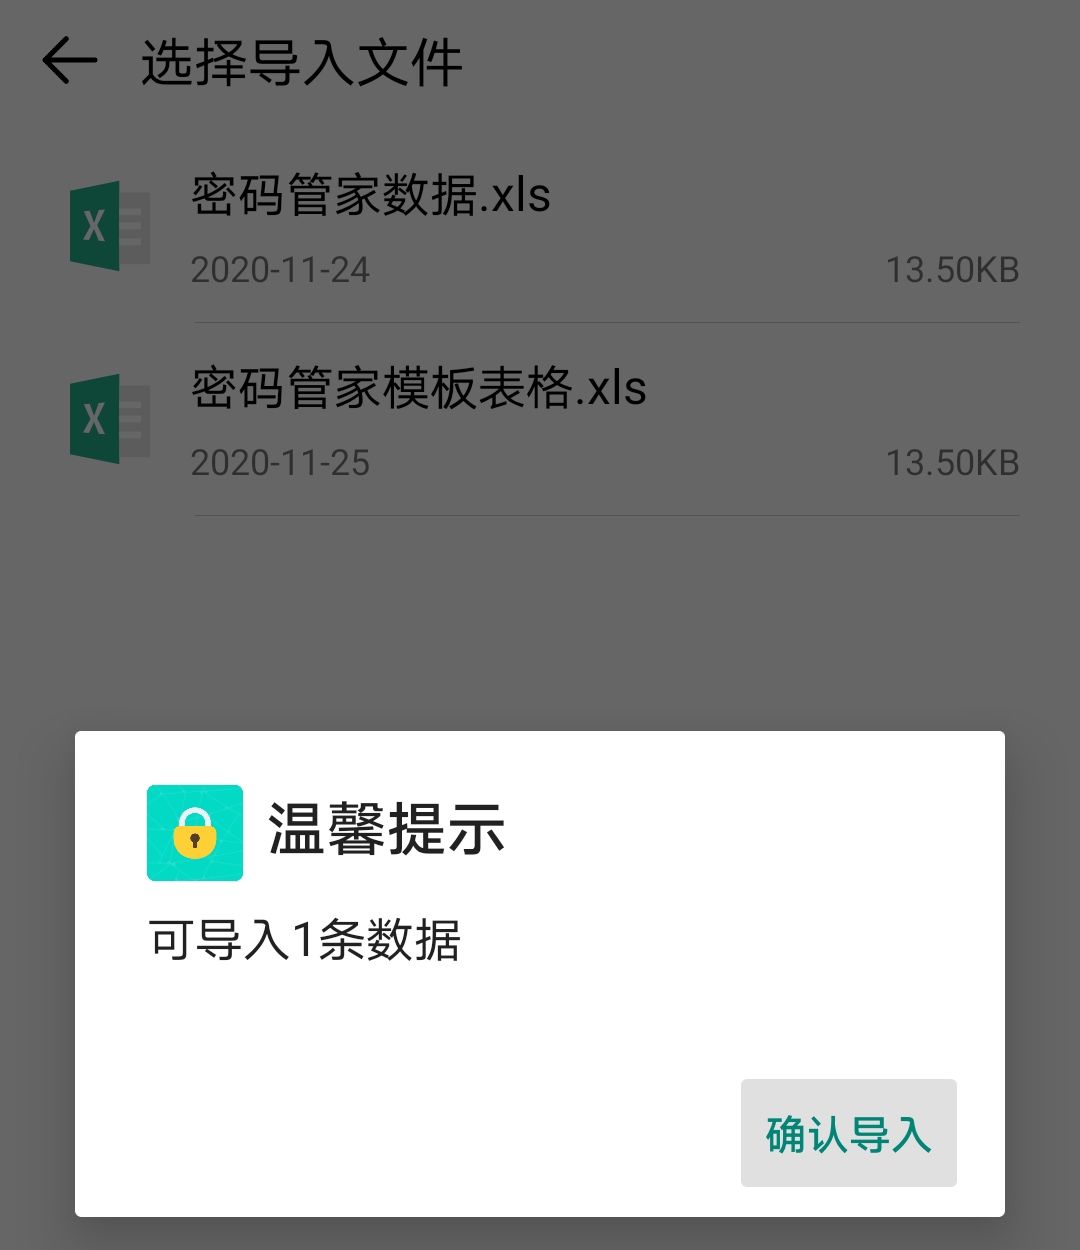 选择导入文件
密码管家数据.xls
2020-11-24 13.50KB
密码管家模板表格.xls
2020-11-25 13.50KB
温馨提示
可导入1条数据
确认导入